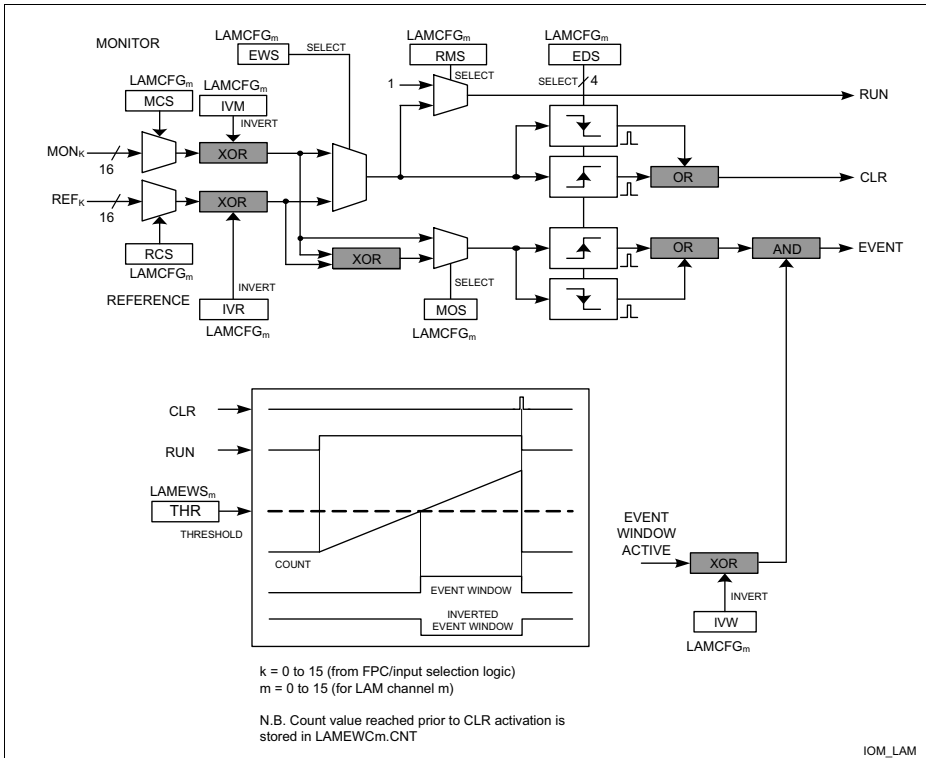 MONITOR
LAMCFGm
EWS
SELECT
LAMCFGm
RMS
SELECT
LAMCFGm
EDS
SELECT 4
1
RUN
LAMCFGm
MCS
LAMCFGm
IVM
INVERT
MONK
16
XOR
REFK
16
XOR
OR
CLR
RCS
LAMCFGm
REFERENCE
INVERT
IVR
LAMCFGm
XOR
SELECT
MOS
LAMCFGm
OR
AND
EVENT
CLR
RUN
LAMEWSm
THR
THRESHOLD
COUNT
EVENT WINDOW
INVERTED
EVENT WINDOW
EVENT
WINDOW
ACTIVE
XOR
INVERT
IVW
LAMCFGm
k = 0 to 15 (from FPC/input selection logic)
m = 0 to 15 (for LAM channel m)
N.B. Count value reached prior to CLR activation is
stored in LAMEWCm.CNT
IOM_LAM